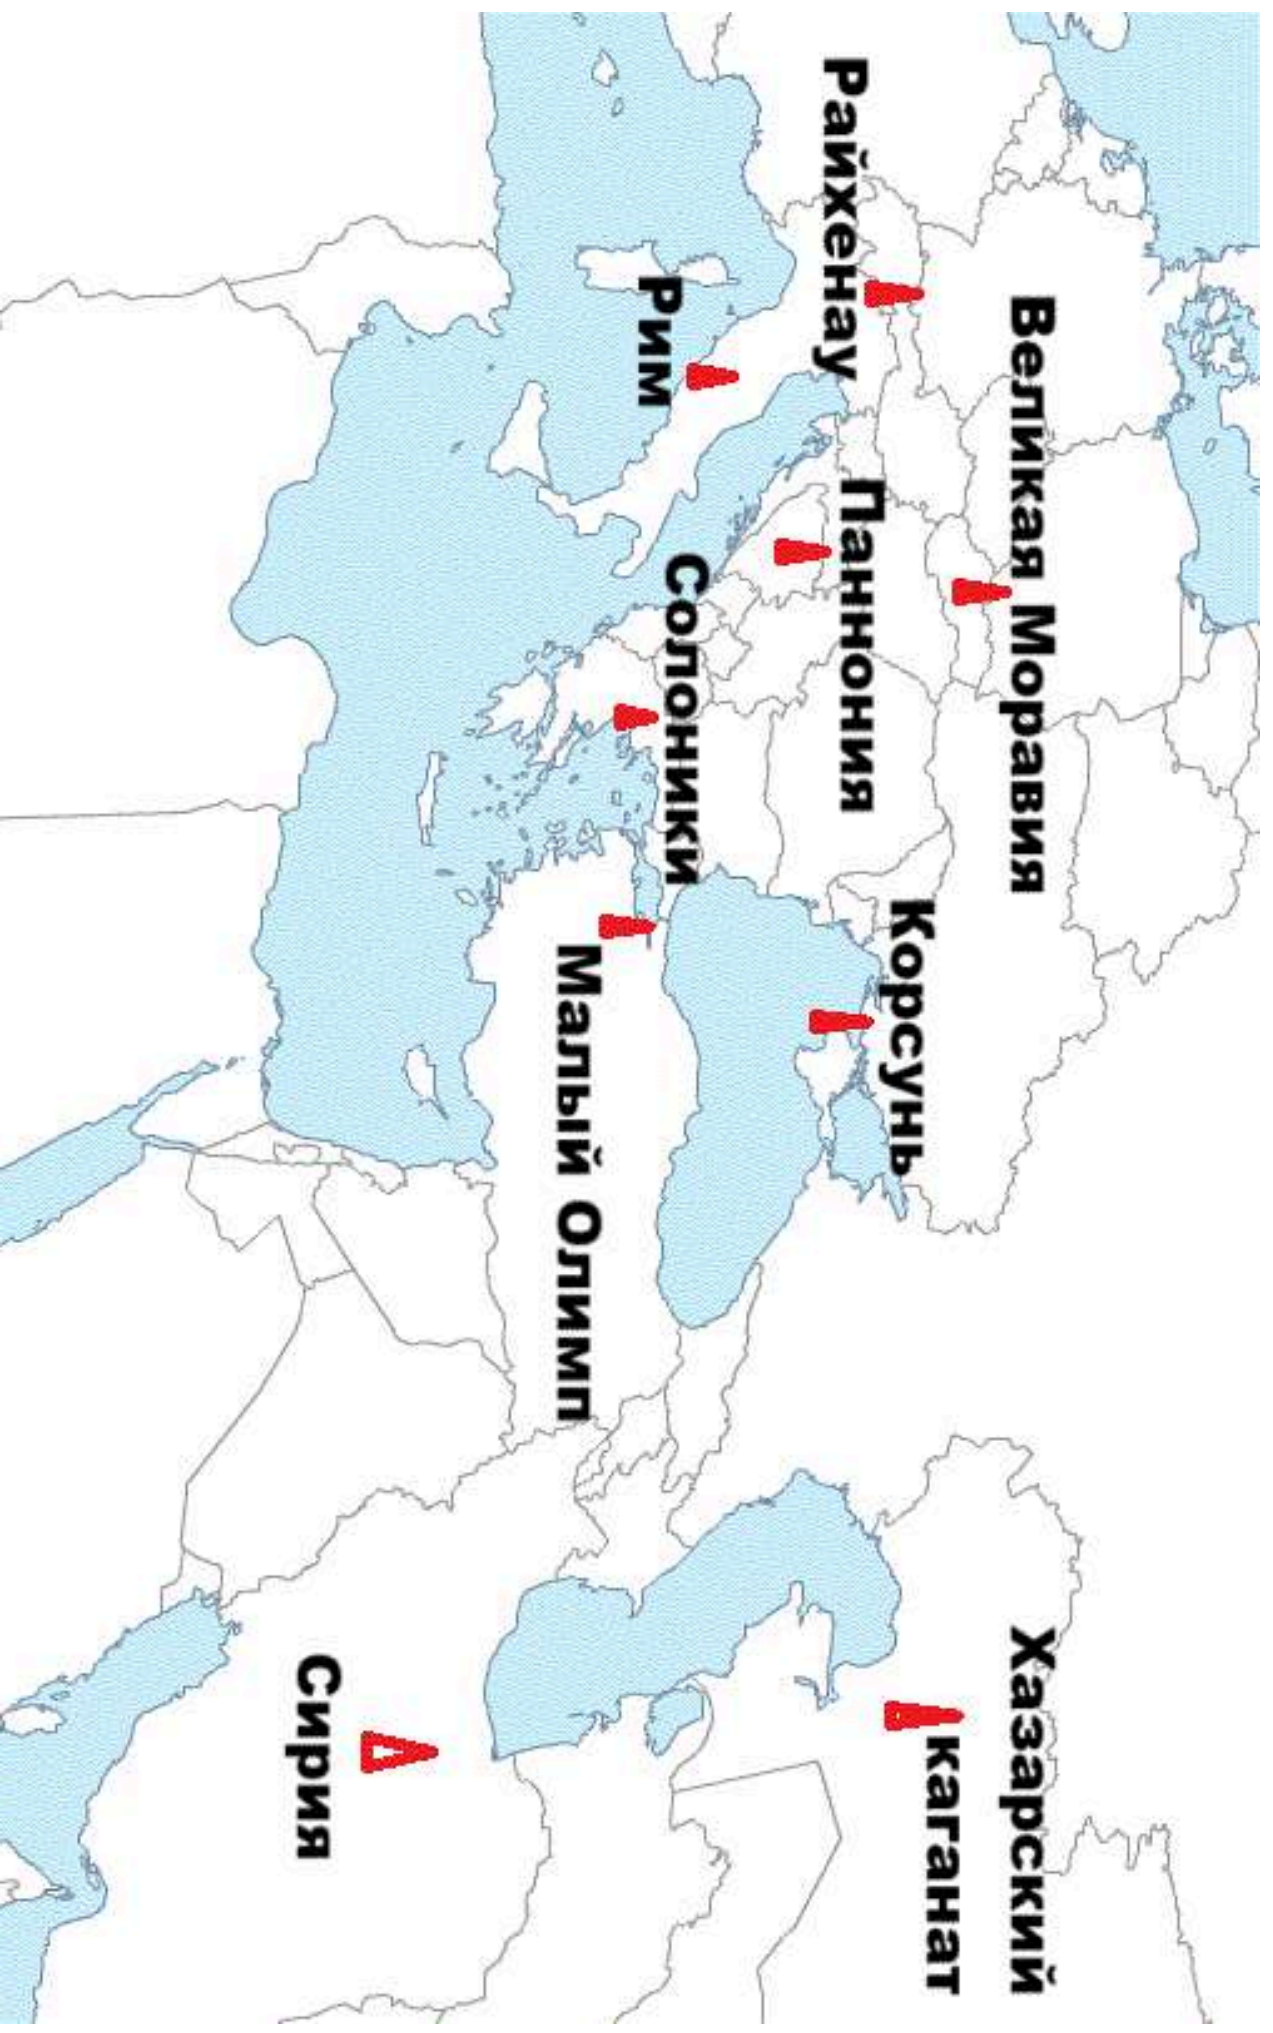 Великая Моравия
Хазарский
каганат
Райхенау
Паннония
Корсунь
Рим
Солоники
Малый Олимп
Сирия